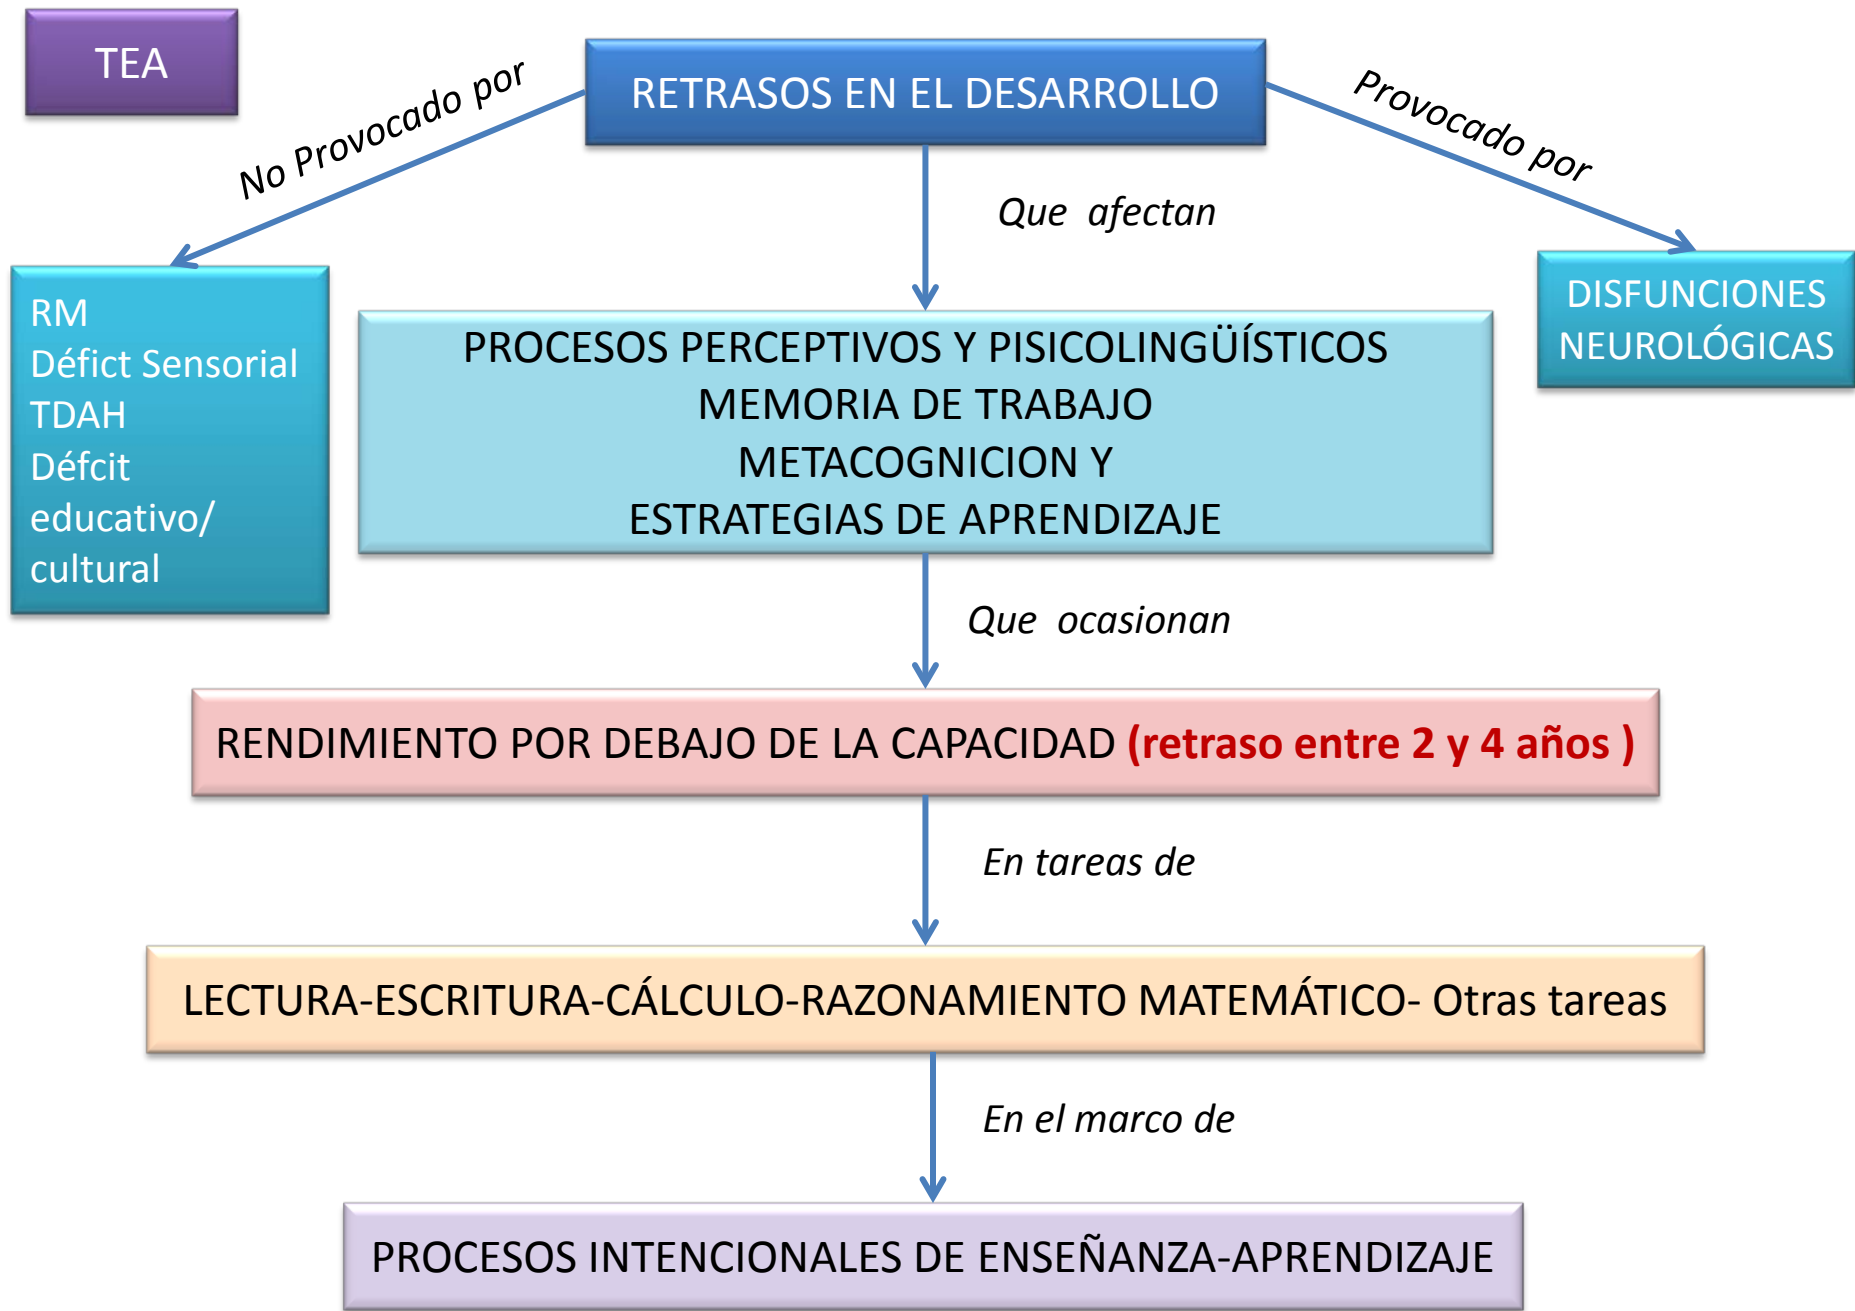 TEA
RETRASOS EN EL DESARROLLO
No Provocado por
Provocado por
Que afectan
RM
Défict Sensorial
TDAH
Défcit
educativo/
cultural
PROCESOS PERCEPTIVOS Y PISICOLINGÜÍSTICOS
MEMORIA DE TRABAJO
METACOGNICION Y
ESTRATEGIAS DE APRENDIZAJE
DISFUNCIONES
NEUROLÓGICAS
Que ocasionan
RENDIMIENTO POR DEBAJO DE LA CAPACIDAD (retraso entre 2 y 4 años )
En tareas de
LECTURA-ESCRITURA-CÁLCULO-RAZONAMIENTO MATEMÁTICO- Otras tareas
En el marco de
PROCESOS INTENCIONALES DE ENSEÑANZA-APRENDIZAJE